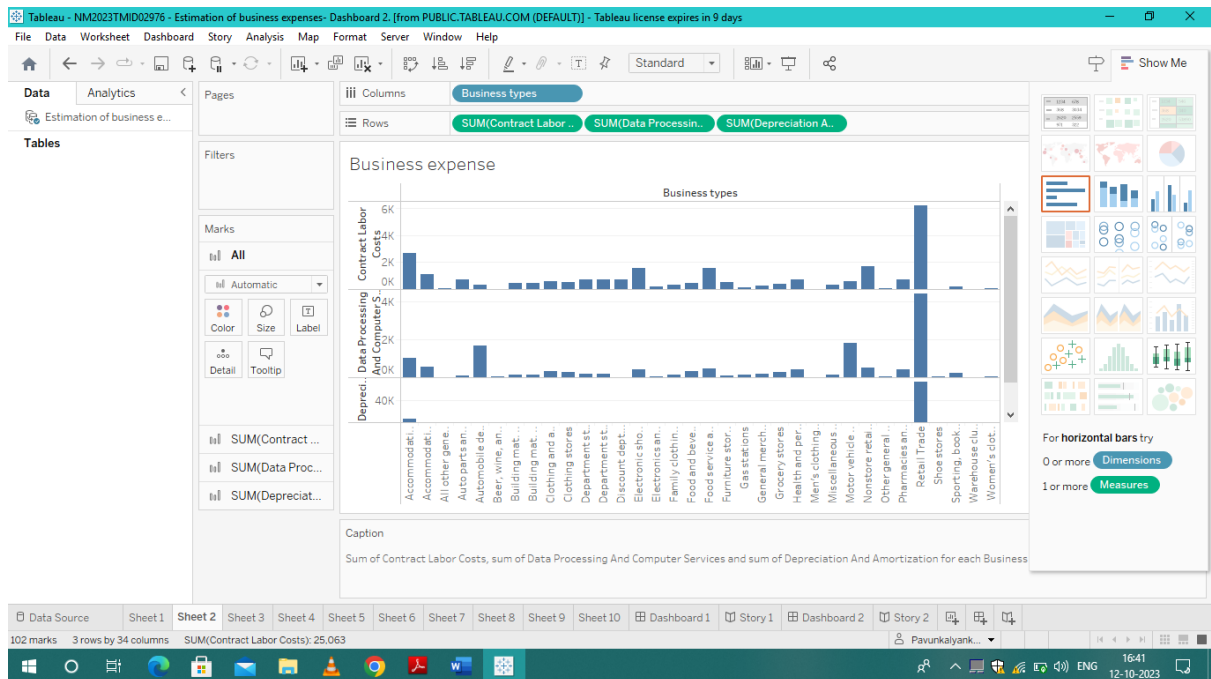 Tableau - NM2023TMID02976 - Estimation of business expenses- Dashboard 2. [from PUBLIC.TABLEAU.COM (DEFAULT)] - Tableau license expires in 9 days
File Data Worksheet Dashboard Story Analysis Map Format Server Window Help
Standard
Show Me
Data Analytics
Estimation of business e...
Tables
Pages
Filters
Marks
All
Automatic
Color Size Label
Detail Tooltip
SUM(Contract ...
SUM(Data Proc...
SUM(Depreciat...
Columns Business types
Rows SUM(Contract Labor .. SUM(Data Processin.. SUM(Depreciation A..
Business expense
Business types
Contract Labor
Costs
6K
4K
2K
0K
Data Processing
And Computer S..
4K
2K
0K
Depreci..
40K
Accommodati..
Accommodati..
All other gene..
Auto parts an..
Automobile de..
Beer, wine, an..
Building mat..
Building mat..
Clothing and a..
Clothing stores
Department st..
Department st..
Discount dept..
Electronic sho..
Electronics an..
Family clothin..
Food and beve..
Food service a..
Furniture stor..
Gas stations
General merch..
Grocery stores
Health and per..
Men's clothing..
Miscellaneous..
Motor vehicle ..
Nonstore retai..
Other general ..
Pharmacies an..
Retail Trade
Shoe stores
Sporting, book..
Warehouse clu..
Women's clot..
Caption
Sum of Contract Labor Costs, sum of Data Processing And Computer Services and sum of Depreciation And Amortization for each Business
For horizontal bars try
0 or more Dimensions
1 or more Measures
Data Source Sheet 1 Sheet 2 Sheet 3 Sheet 4 Sheet 5 Sheet 6 Sheet 7 Sheet 8 Sheet 9 Sheet 10 Dashboard 1 Story 1 Dashboard 2 Story 2
102 marks 3 rows by 34 columns SUM(Contract Labor Costs): 25,063
Pavunkalyank...
ENG
16:41
12-10-2023